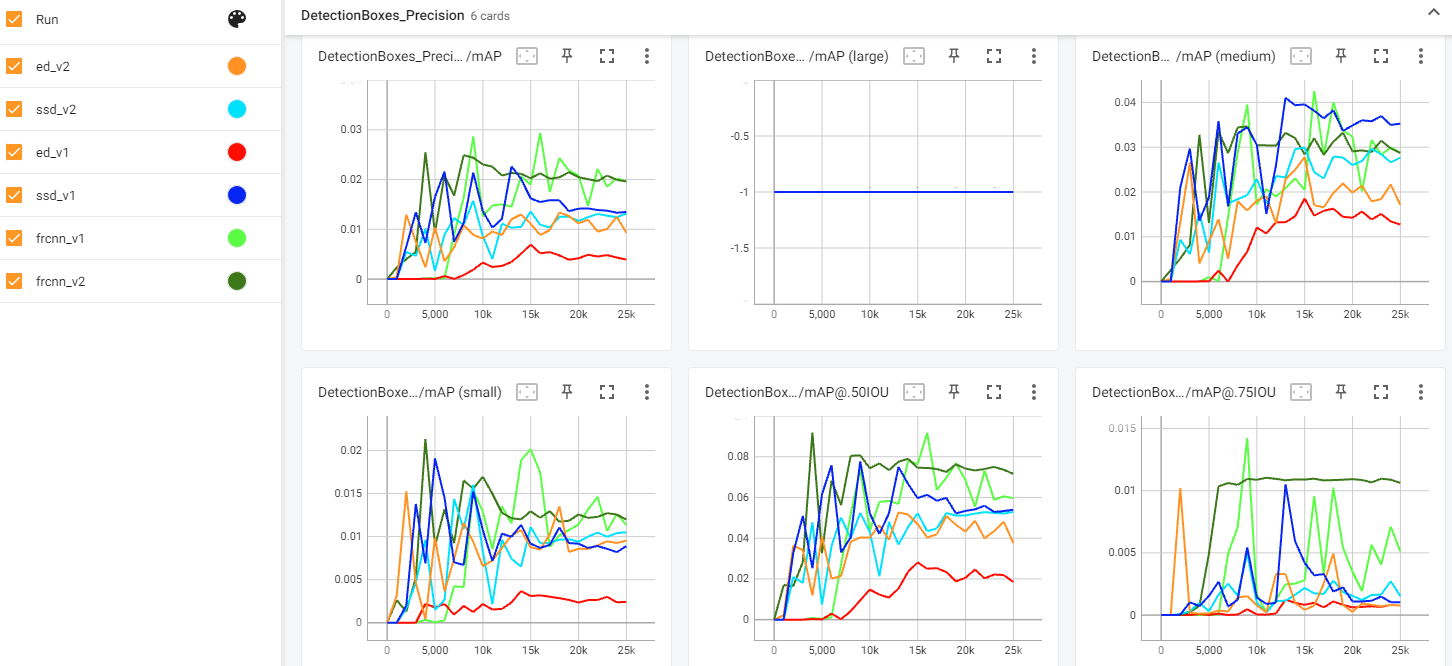 Run
ed_v2
ssd_v2
ed_v1
ssd_v1
frcnn_v1
frcnn_v2
DetectionBoxes_Precision 6 cards
DetectionBoxes_Preci... /mAP
0.03
0.02
0.01
0
0 5,000 10k 15k 20k 25k
DetectionBoxe... /mAP (large)
-0.5
-1
-1.5
0 5,000 10k 15k 20k 25k
DetectionB... /mAP (medium)
0.04
0.03
0.02
0.01
0
0 5,000 10k 15k 20k 25k
DetectionBoxe.../mAP (small)
0.02
0.015
0.01
0.005
0
0 5,000 10k 15k 20k 25k
DetectionBox.../mAP@.50IOU
0.08
0.06
0.04
0.02
0
0 5,000 10k 15k 20k 25k
DetectionBox.../mAP@.75IOU
0.015
0.01
0.005
0
0 5,000 10k 15k 20k 25k